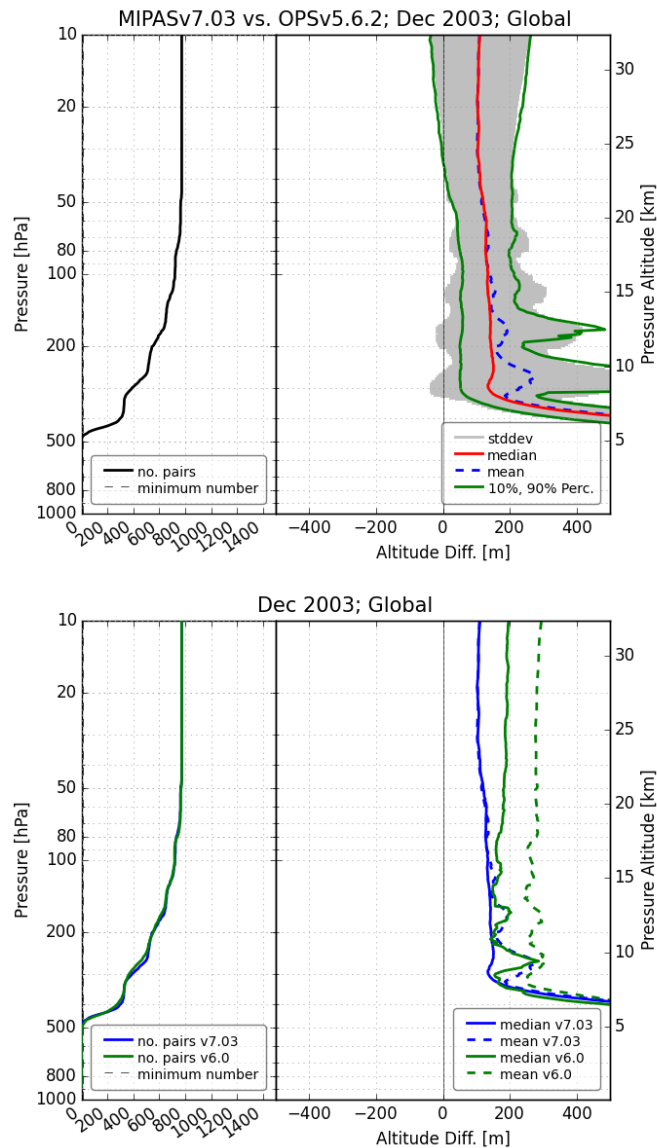 MIPASv7.03 vs. OPSv5.6.2; Dec 2003; Global
10
20
50
80
100
200
500
800
1000
Pressure [hPa]
no. pairs
minimum number
0
200
400
600
800
1000
1200
1400
30
25
20
15
10
5
Pressure Altitude [km]
stddev
median
mean
10%, 90% Perc.
−400
−200
0
200
400
Altitude Diff. [m]
Dec 2003; Global
10
20
50
80
100
200
500
800
1000
Pressure [hPa]
no. pairs v7.03
no. pairs v6.0
minimum number
0
200
400
600
800
1000
1200
1400
30
25
20
15
10
5
Pressure Altitude [km]
median v7.03
mean v7.03
median v6.0
mean v6.0
−400
−200
0
200
400
Altitude Diff. [m]